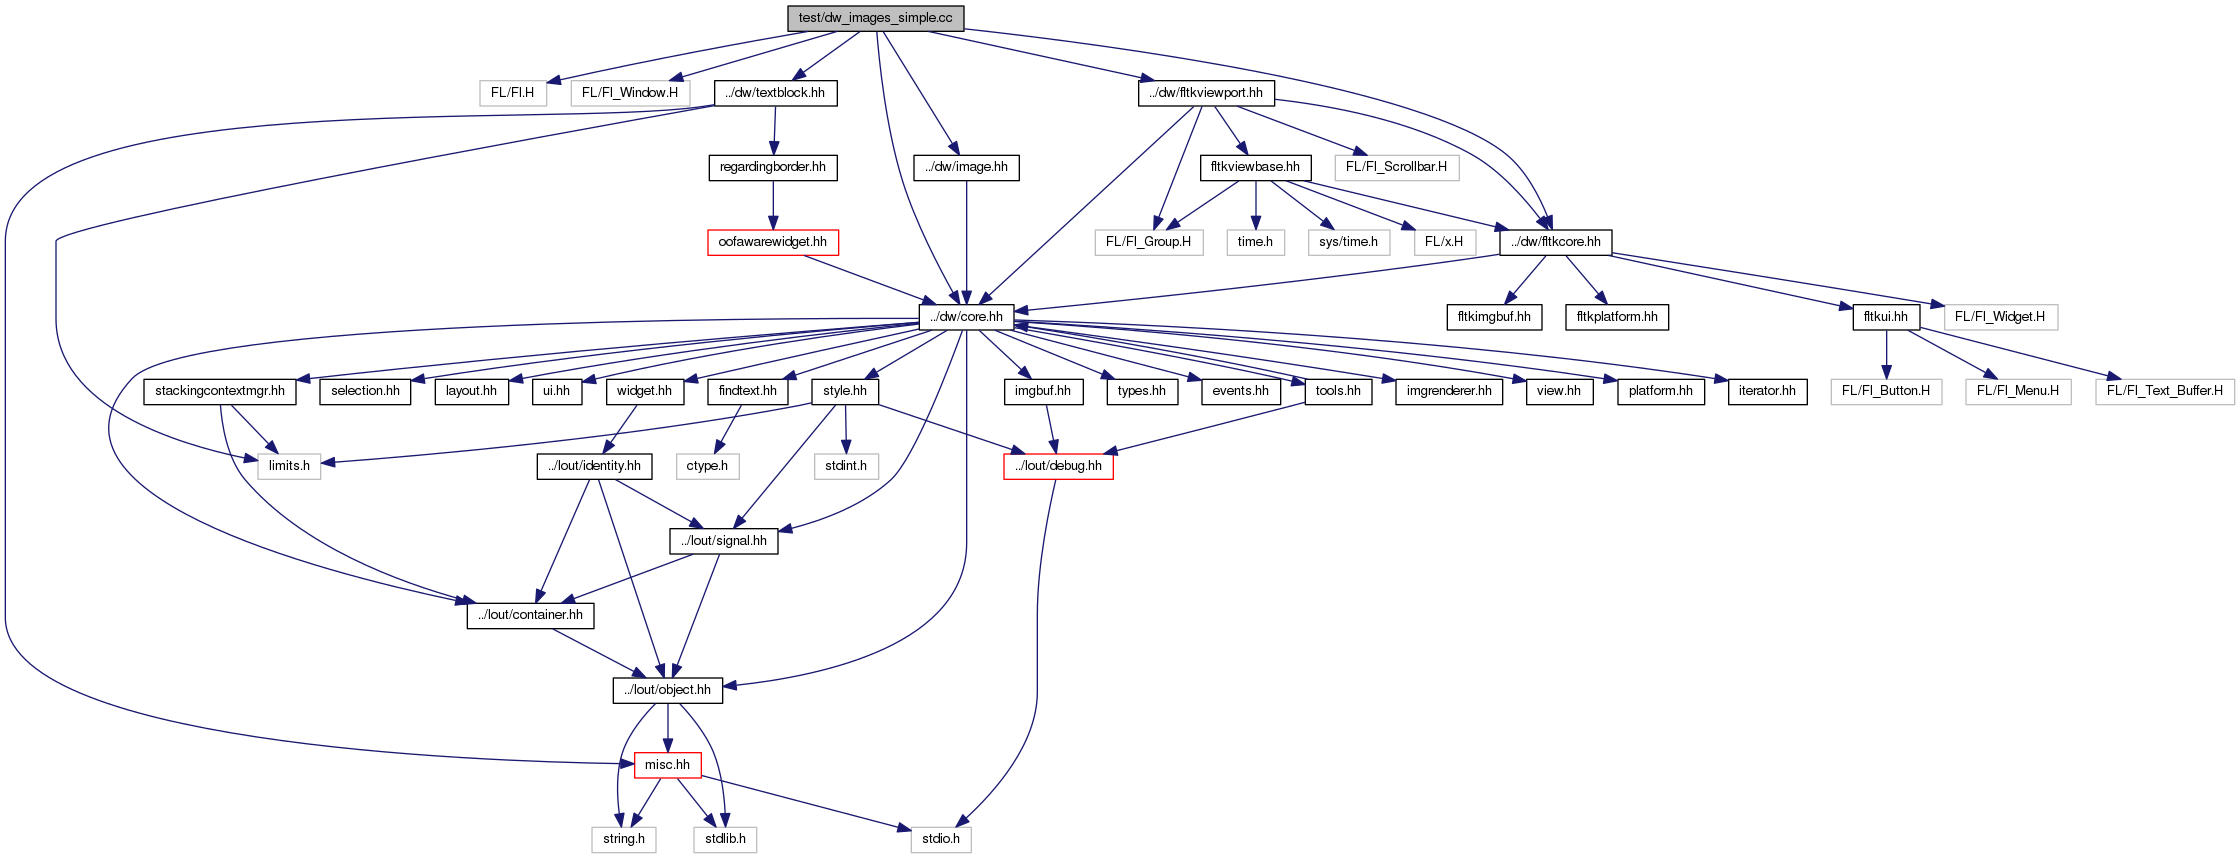 test/dw_images_simple.cc
FL/Fl.H
FL/Fl_Window.H
../dw/textblock.hh
../dw/fltkviewport.hh
regardingborder.hh
../dw/image.hh
fltkviewbase.hh
FL/Fl_Scrollbar.H
oofawarewidget.hh
FL/Fl_Group.H
time.h
sys/time.h
FL/x.H
../dw/fltkcore.hh
../dw/core.hh
fltkimgbuf.hh
fltkplatform.hh
fltkui.hh
FL/Fl_Widget.H
stackingcontextmgr.hh
selection.hh
layout.hh
ui.hh
widget.hh
findtext.hh
style.hh
imgbuf.hh
types.hh
events.hh
tools.hh
imgrenderer.hh
view.hh
platform.hh
iterator.hh
FL/Fl_Button.H
FL/Fl_Menu.H
FL/Fl_Text_Buffer.H
limits.h
../lout/identity.hh
ctype.h
stdint.h
../lout/debug.hh
../lout/signal.hh
../lout/container.hh
../lout/object.hh
misc.hh
string.h
stdlib.h
stdio.h